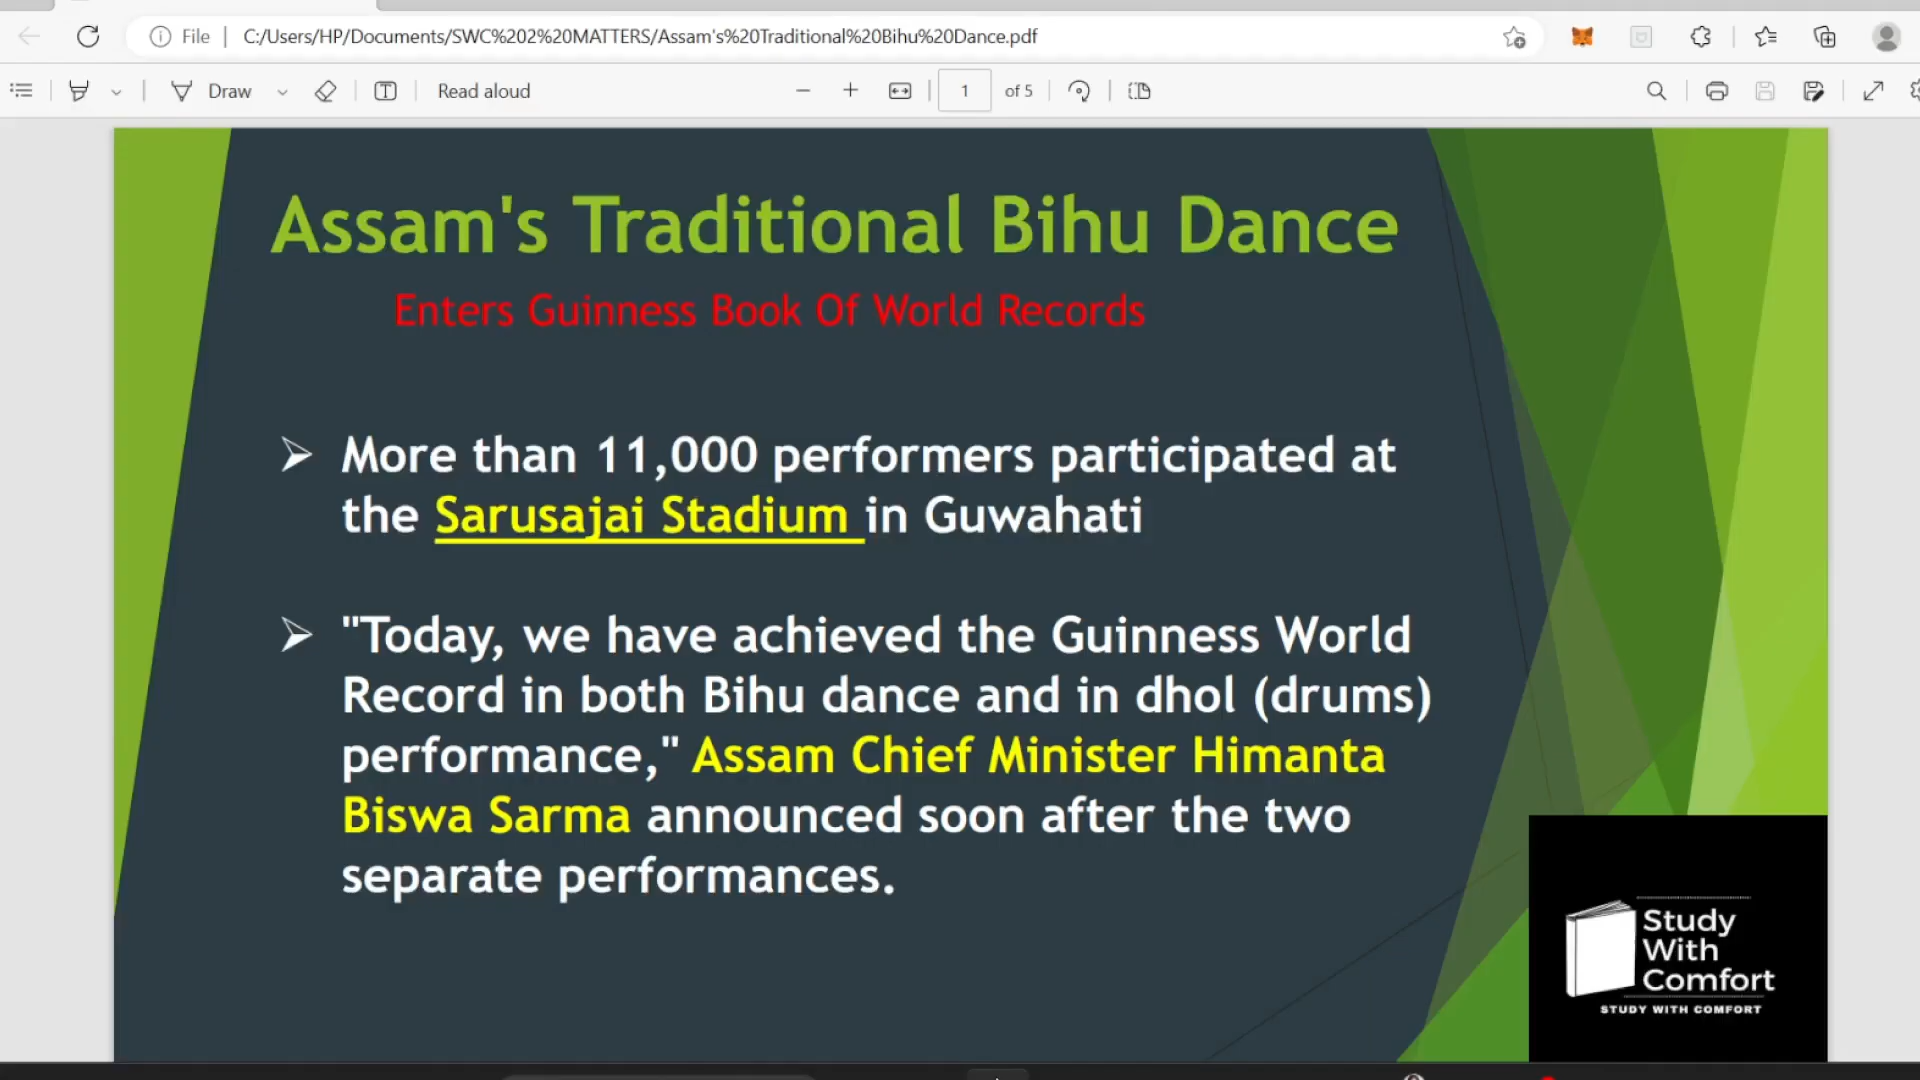 File
C:/Users/HP/Documents/SWC%202%20MATTERS/Assam's%20Traditional%20Bihu%20Dance.pdf
Draw
Read aloud
1 of 5
Assam's Traditional Bihu Dance
Enters Guinness Book Of World Records
More than 11,000 performers participated at
the Sarusajai Stadium in Guwahati
"Today, we have achieved the Guinness World
Record in both Bihu dance and in dhol (drums)
performance," Assam Chief Minister Himanta
Biswa Sarma announced soon after the two
separate performances.
Study
With
Comfort
STUDY WITH COMFORT